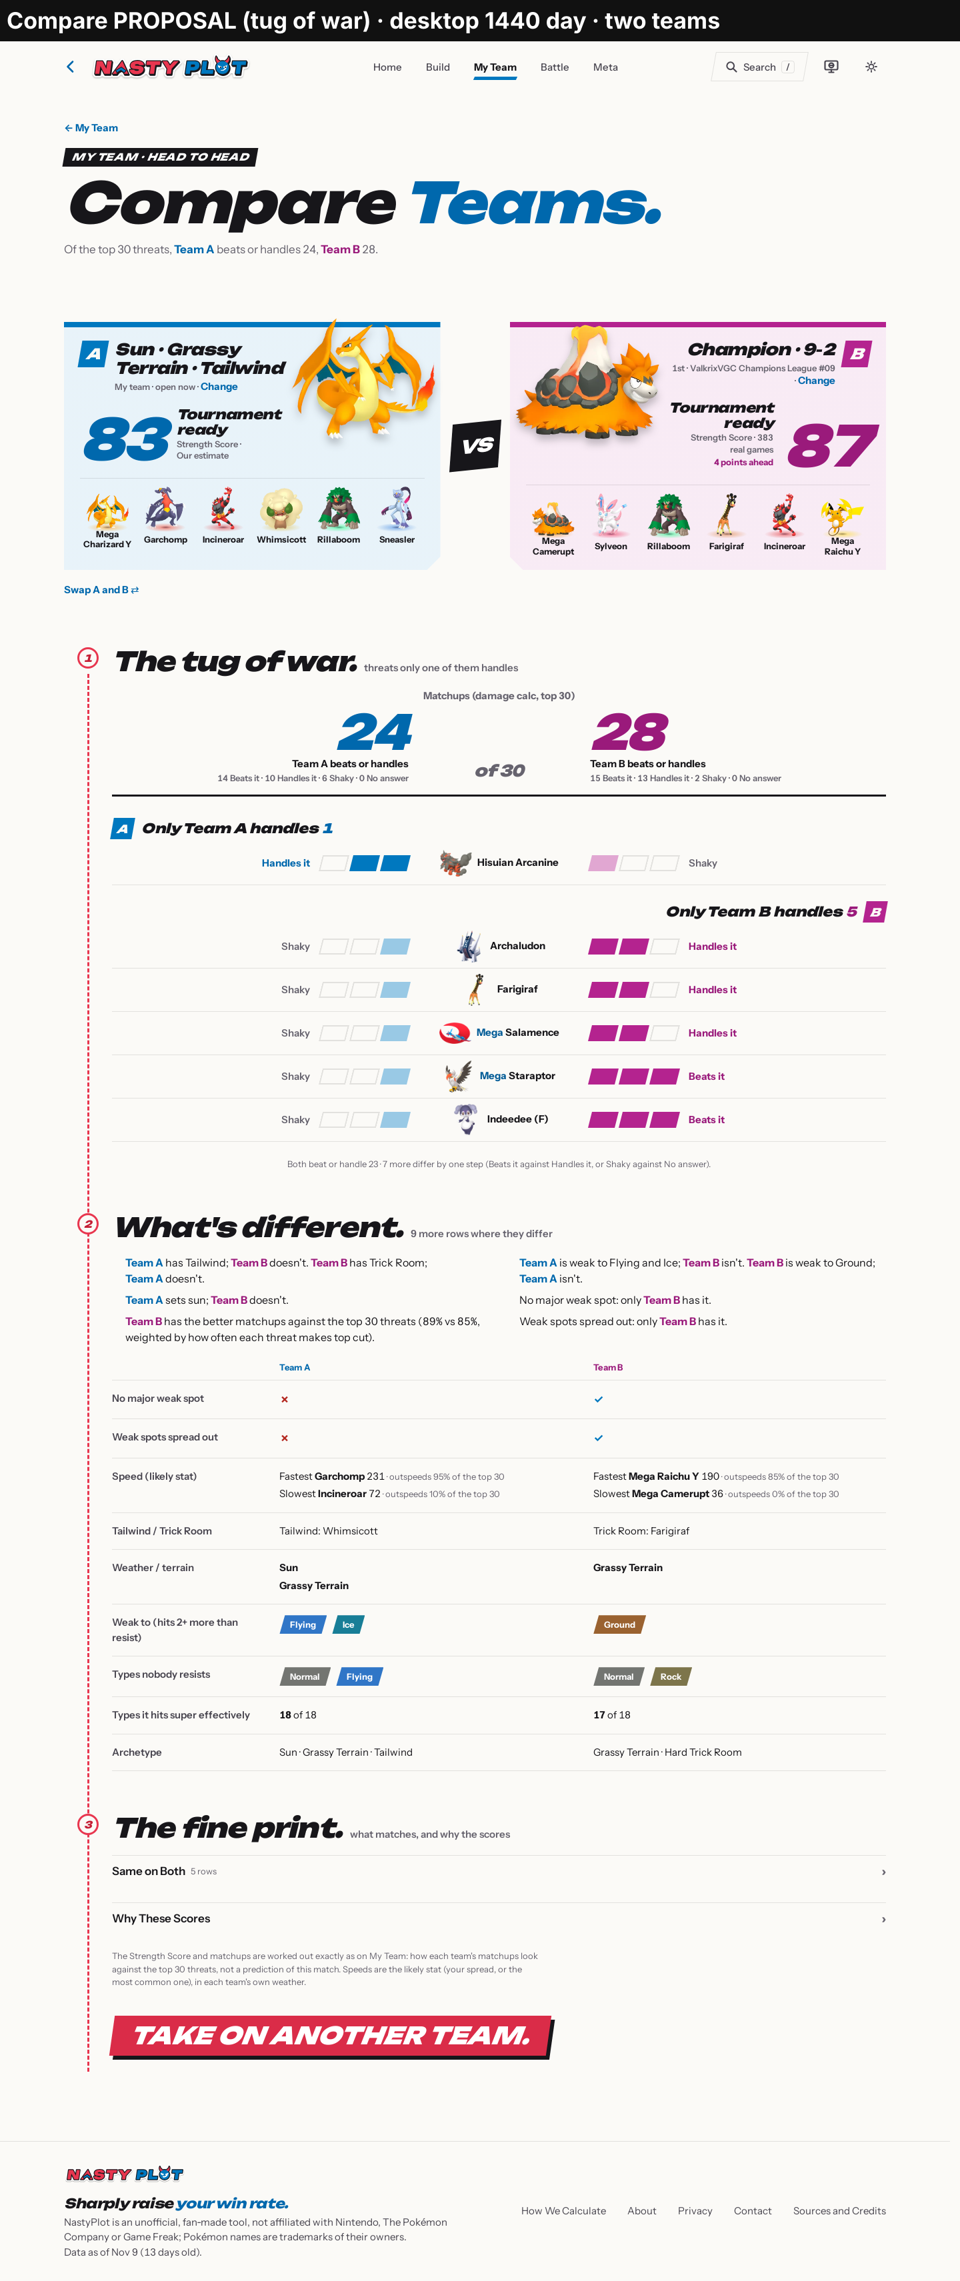 Compare PROPOSAL (tug of war) · desktop 1440 day · two teams
NASTY PLOT
Home
Build
My Team
Battle
Meta
Search /
← My Team
MY TEAM · HEAD TO HEAD
Compare Teams.
Of the top 30 threats, Team A beats or handles 24, Team B 28.
A
Sun · Grassy
Terrain · Tailwind
My team · open now · Change
83
Tournament
ready
Strength Score ·
Our estimate
Mega
Charizard Y
Garchomp
Incineroar
Whimsicott
Rillaboom
Sneasler
VS
Champion · 9-2
B
1st · ValkrixVGC Champions League #09
· Change
Tournament
ready
Strength Score · 383
real games
4 points ahead
87
Mega
Camerupt
Sylveon
Rillaboom
Farigiraf
Incineroar
Mega
Raichu Y
Swap A and B ⇄
1
The tug of war. threats only one of them handles
Matchups (damage calc, top 30)
24
Team A beats or handles
14 Beats it · 10 Handles it · 6 Shaky · 0 No answer
of 30
28
Team B beats or handles
15 Beats it · 13 Handles it · 2 Shaky · 0 No answer
A Only Team A handles 1
Handles it Hisuian Arcanine Shaky
Only Team B handles 5 B
Shaky Archaludon Handles it
Shaky Farigiraf Handles it
Shaky Mega Salamence Handles it
Shaky Mega Staraptor Beats it
Shaky Indeedee (F) Beats it
Both beat or handle 23 · 7 more differ by one step (Beats it against Handles it, or Shaky against No answer).
2
What's different. 9 more rows where they differ
Team A has Tailwind; Team B doesn't. Team B has Trick Room;
Team A doesn't.
Team A sets sun; Team B doesn't.
Team B has the better matchups against the top 30 threats (89% vs 85%,
weighted by how often each threat makes top cut).
Team A is weak to Flying and Ice; Team B isn't. Team B is weak to Ground;
Team A isn't.
No major weak spot: only Team B has it.
Weak spots spread out: only Team B has it.
Team A Team B
No major weak spot × ✓
Weak spots spread out × ✓
Speed (likely stat)
Fastest Garchomp 231 · outspeeds 95% of the top 30
Slowest Incineroar 72 · outspeeds 10% of the top 30
Fastest Mega Raichu Y 190 · outspeeds 85% of the top 30
Slowest Mega Camerupt 36 · outspeeds 0% of the top 30
Tailwind / Trick Room Tailwind: Whimsicott Trick Room: Farigiraf
Weather / terrain
Sun
Grassy Terrain
Grassy Terrain
Weak to (hits 2+ more than
resist)
Flying Ice
Ground
Types nobody resists Normal Flying Normal Rock
Types it hits super effectively 18 of 18 17 of 18
Archetype Sun · Grassy Terrain · Tailwind Grassy Terrain · Hard Trick Room
3
The fine print. what matches, and why the scores
Same on Both 5 rows ›
Why These Scores ›
The Strength Score and matchups are worked out exactly as on My Team: how each team's matchups look
against the top 30 threats, not a prediction of this match. Speeds are the likely stat (your spread, or the
most common one), in each team's own weather.
TAKE ON ANOTHER TEAM.
NASTY PLOT
Sharply raise your win rate.
NastyPlot is an unofficial, fan-made tool, not affiliated with Nintendo, The Pokémon
Company or Game Freak; Pokémon names are trademarks of their owners.
Data as of Nov 9 (13 days old).
How We Calculate
About
Privacy
Contact
Sources and Credits